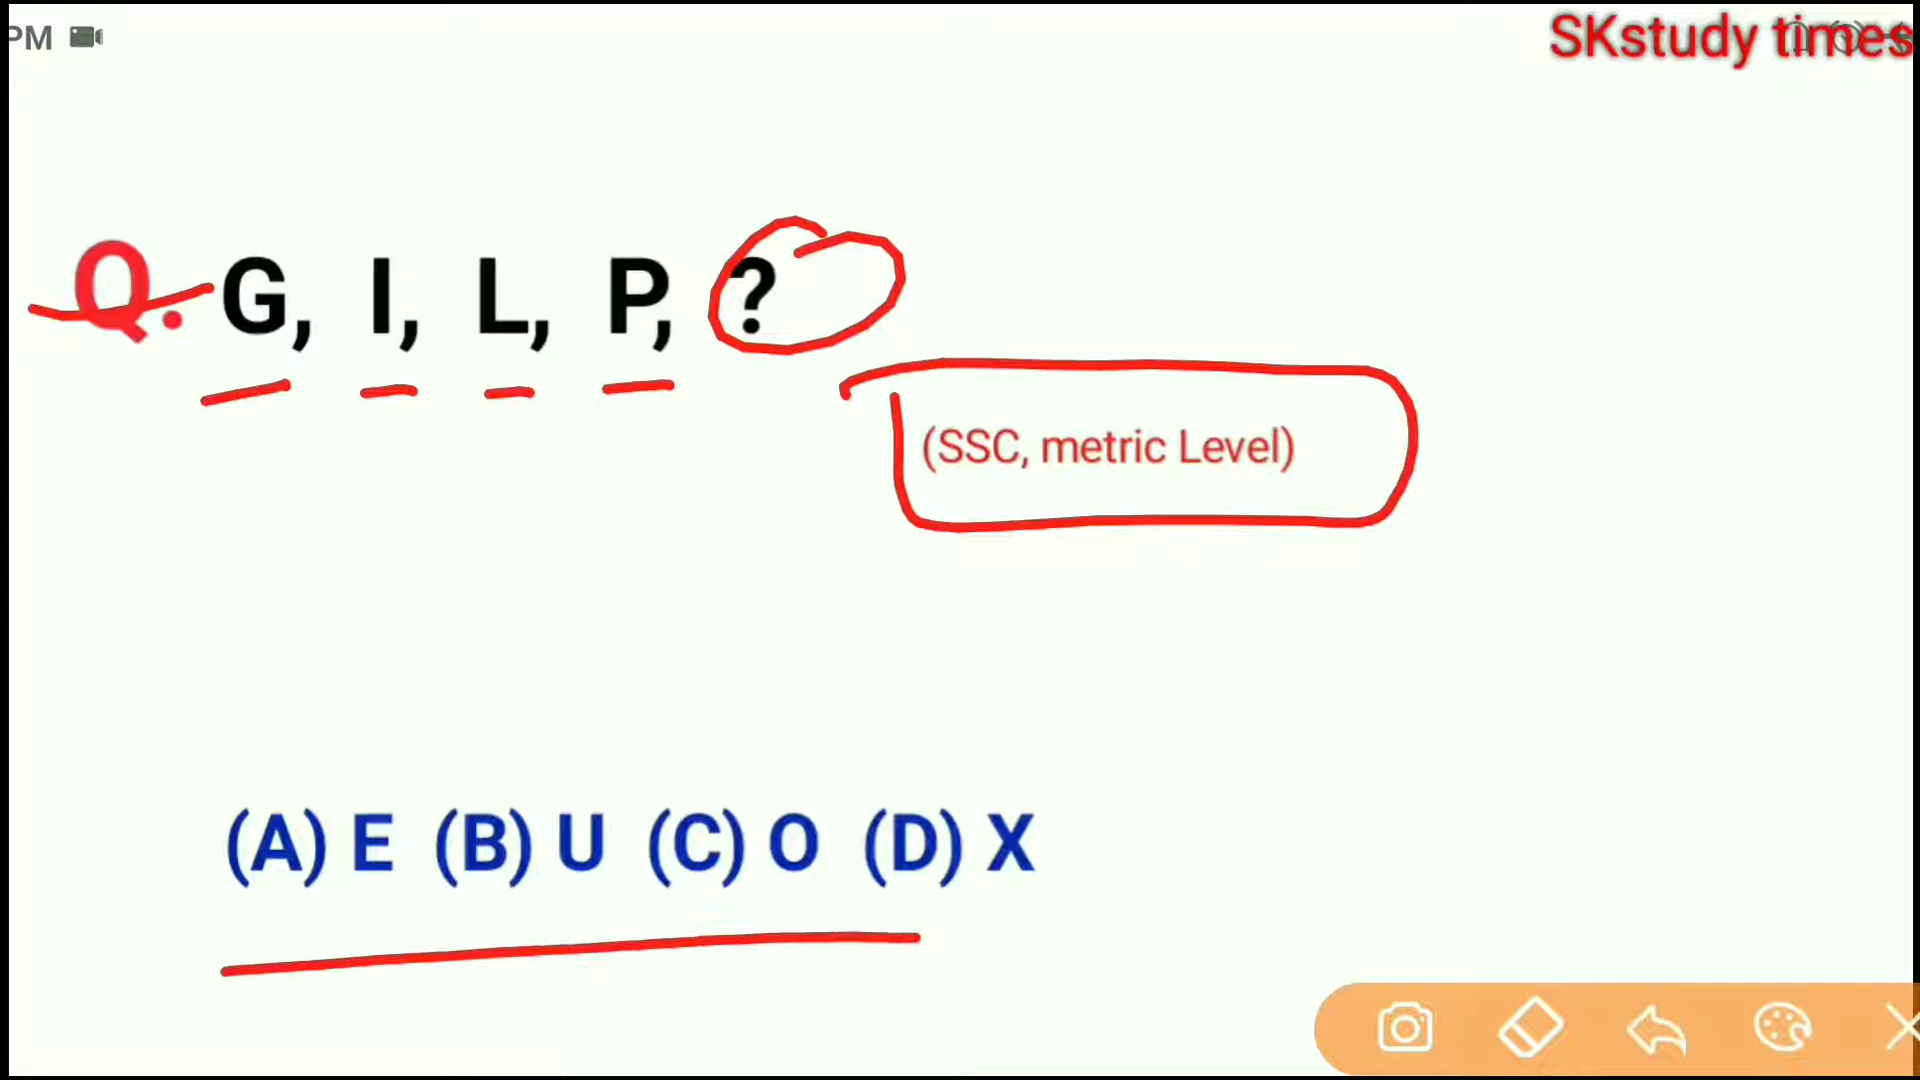 PM
SKstudy times
Q. G, I, L, P, ?
(SSC, metric Level)
(A) E (B) U (C) O (D) X